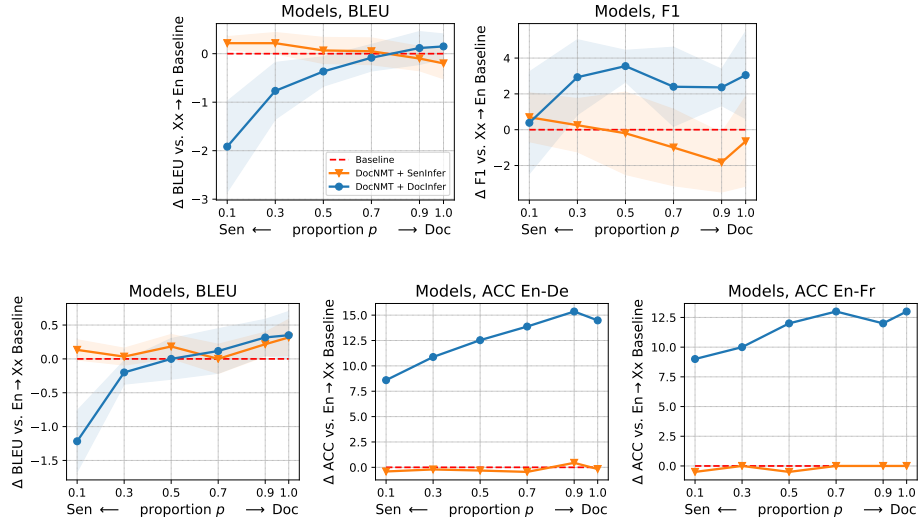 Models, BLEU
Δ BLEU vs. Xx→En Baseline
0
−1
−2
−3
Baseline
DocNMT + SenInfer
DocNMT + DocInfer
0.1 0.3 0.5 0.7 0.9 1.0
Sen ⟵ proportion p ⟶ Doc
Models, F1
Δ F1 vs. Xx→En Baseline
4
2
0
−2
0.1 0.3 0.5 0.7 0.9 1.0
Sen ⟵ proportion p ⟶ Doc
Models, BLEU
Δ BLEU vs. En→Xx Baseline
0.5
0.0
−0.5
−1.0
−1.5
0.1 0.3 0.5 0.7 0.9 1.0
Sen ⟵ proportion p ⟶ Doc
Models, ACC En-De
Δ ACC vs. En→Xx Baseline
15.0
12.5
10.0
7.5
5.0
2.5
0.0
0.1 0.3 0.5 0.7 0.9 1.0
Sen ⟵ proportion p ⟶ Doc
Models, ACC En-Fr
Δ ACC vs. En→Xx Baseline
12.5
10.0
7.5
5.0
2.5
0.0
0.1 0.3 0.5 0.7 0.9 1.0
Sen ⟵ proportion p ⟶ Doc